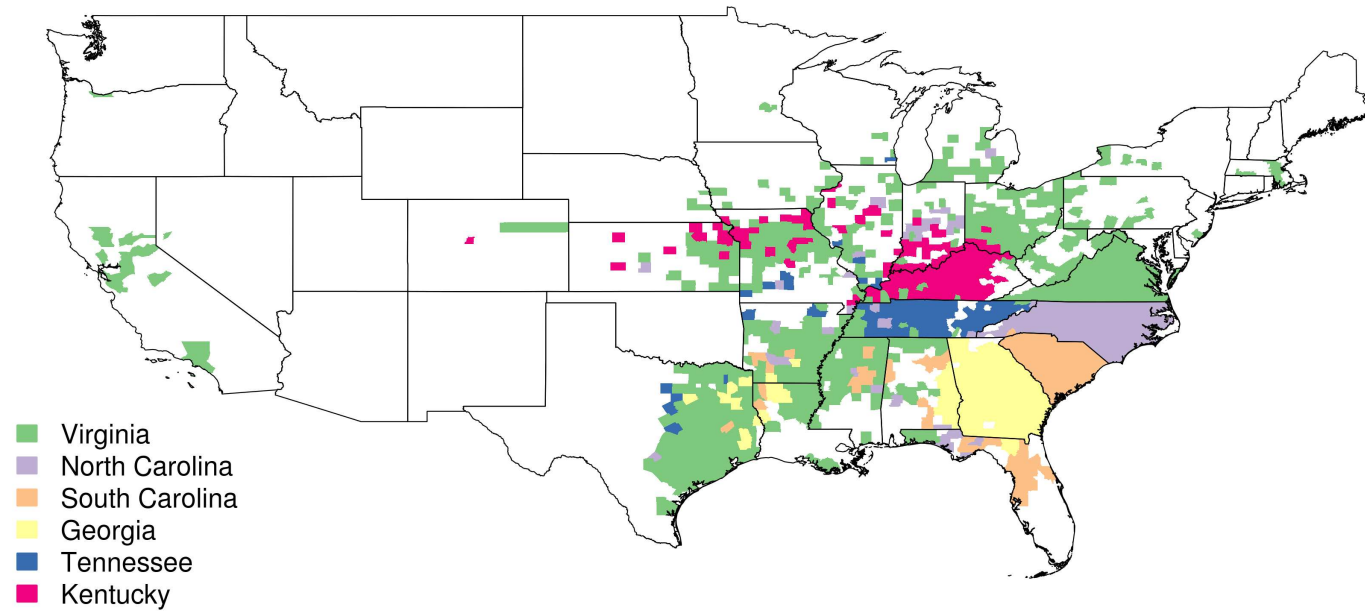 Virginia
North Carolina
South Carolina
Georgia
Tennessee
Kentucky